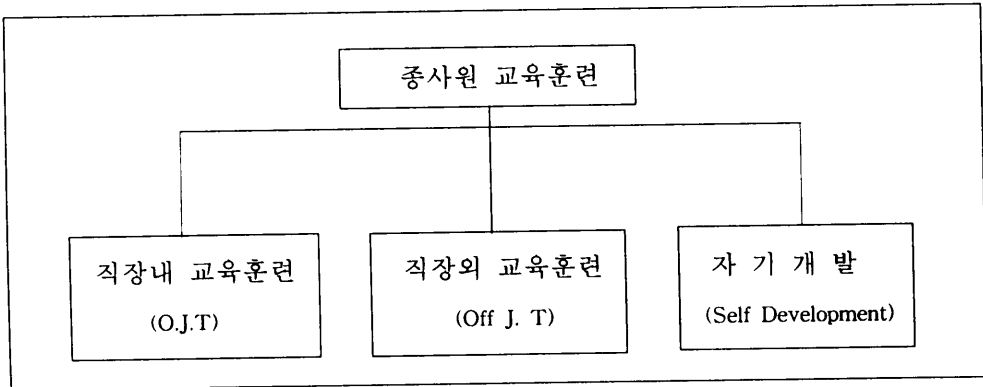 종사원 교육훈련
직장내 교육훈련
(O.J.T)
직장외 교육훈련
(Off J. T)
자 기 개 발
(Self Development)